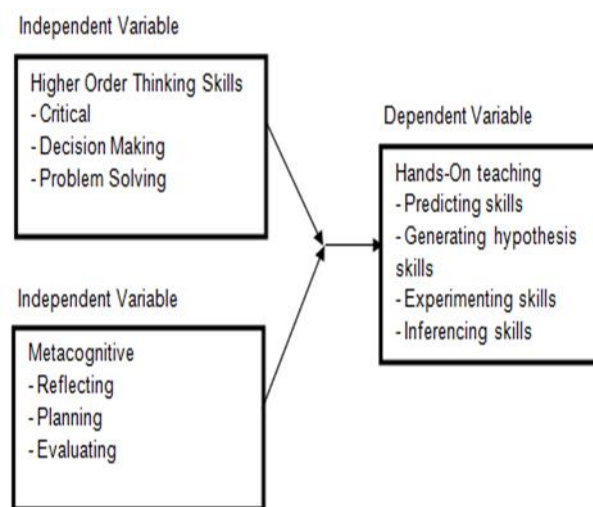 Independent Variable
Higher Order Thinking Skills
- Critical
- Decision Making
- Problem Solving
Independent Variable
Metacognitive
- Reflecting
- Planning
- Evaluating
Dependent Variable
Hands-On teaching
- Predicting skills
- Generating hypothesis
skills
- Experimenting skills
- Inferencing skills